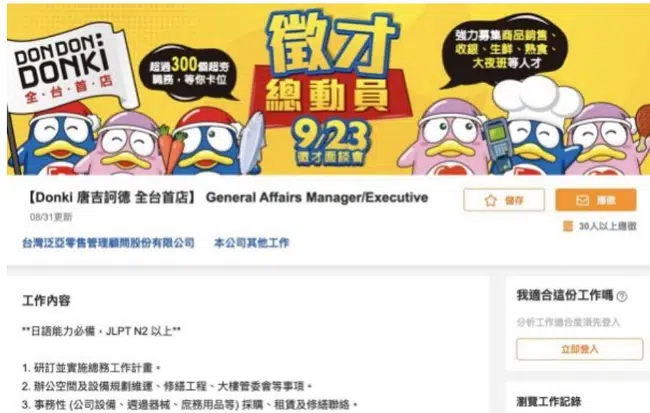 DON DON
DONKi
全·台·首·店
超過300個超夯
職務,等你卡位
徵才
總動員
9/23
徵才面談會
強力募集商品銷售、
收銀、生鮮、熟食、
大夜班等人才
【Donki 唐吉訶德 全台首店】 General Affairs Manager/Executive
08/31更新
儲存
應徵
30人以上應徵
台灣泛亞零售管理顧問股份有限公司 本公司其他工作
工作內容
**日語能力必備,JLPT N2 以上**
1. 研訂並實施總務工作計畫。
2. 辦公空間及設備規劃維運、修繕工程、大樓管委會等事項。
3. 事務性 (公司設備、週邊器械、庶務用品等) 採購、租賃及修繕聯絡。
我適合這份工作嗎 ?
分析工作適合度須先登入
立即登入
瀏覽工作記錄